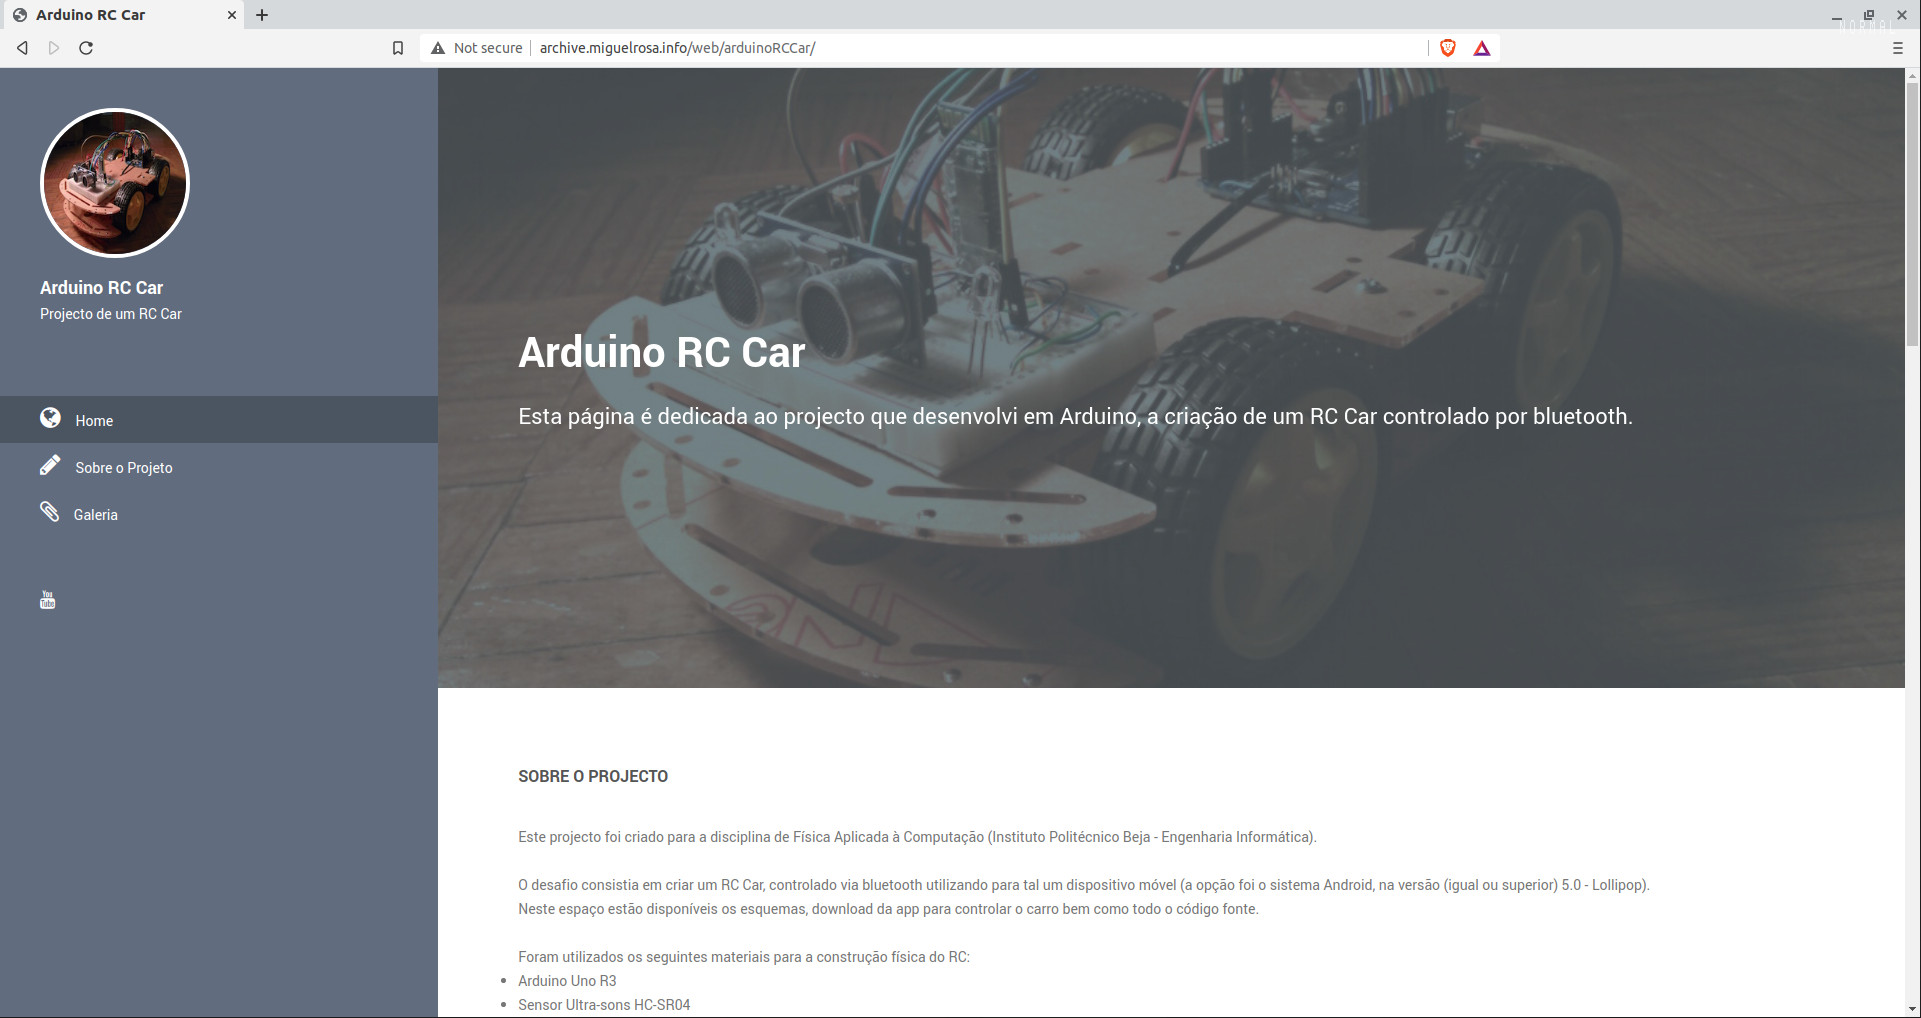 Arduino RC Car
NORMAL
Not secure
archive.miguelrosa.info/web/arduinoRCCar/
Arduino RC Car
Projecto de um RC Car
Home
Sobre o Projeto
Galeria
You
Tube
Arduino RC Car
Esta página é dedicada ao projecto que desenvolvi em Arduino, a criação de um RC Car controlado por bluetooth.
SOBRE O PROJECTO
Este projecto foi criado para a disciplina de Física Aplicada à Computação (Instituto Politécnico Beja - Engenharia Informática).
O desafio consistia em criar um RC Car, controlado via bluetooth utilizando para tal um dispositivo móvel (a opção foi o sistema Android, na versão (igual ou superior) 5.0 - Lollipop).
Neste espaço estão disponíveis os esquemas, download da app para controlar o carro bem como todo o código fonte.
Foram utilizados os seguintes materiais para a construção física do RC:
Arduino Uno R3
Sensor Ultra-sons HC-SR04